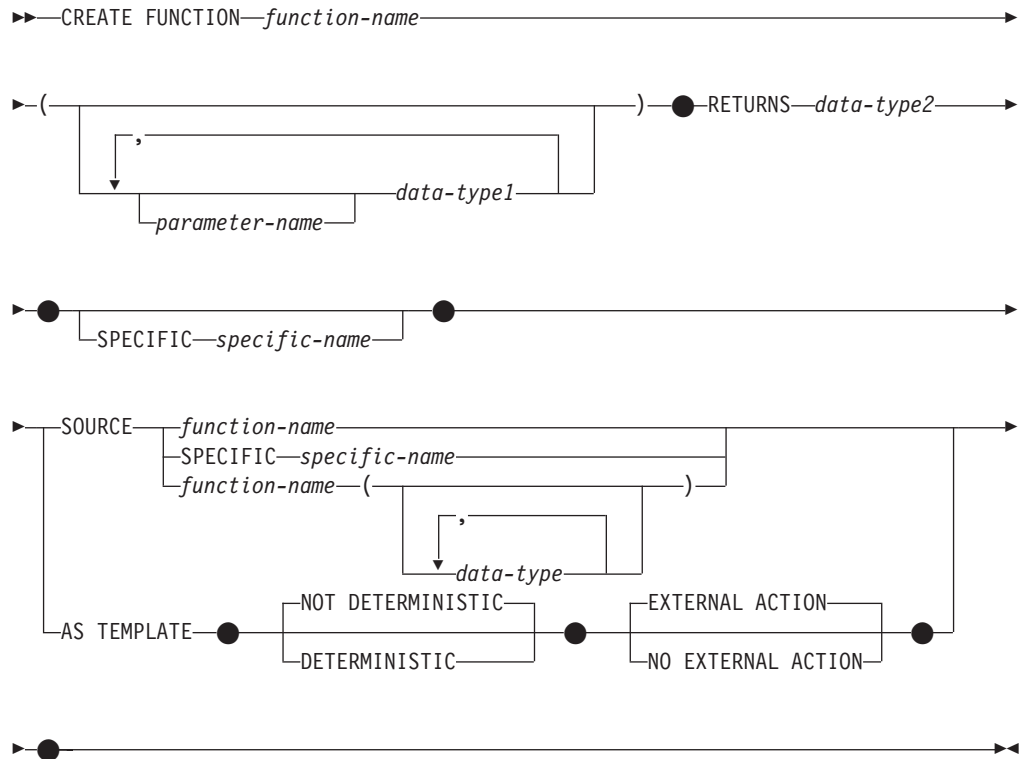 CREATE FUNCTION function-name
( ) RETURNS data-type2
,
data-type1
parameter-name
SPECIFIC specific-name
SOURCE function-name
SPECIFIC specific-name
function-name ( )
,
data-type
NOT DETERMINISTIC EXTERNAL ACTION
AS TEMPLATE
DETERMINISTIC NO EXTERNAL ACTION